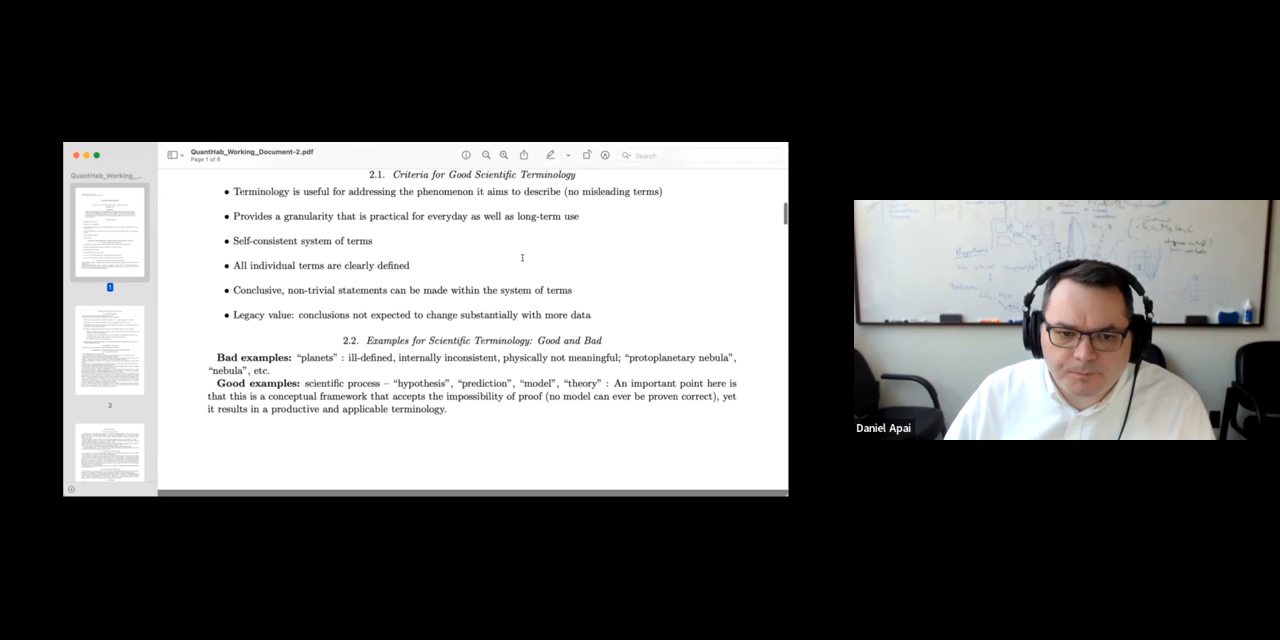 QuantHab_Working_Document-2.pdf
Page 1 of 6
Search
QuantHab_Working_...
1
2
2.1. Criteria for Good Scientific Terminology
• Terminology is useful for addressing the phenomenon it aims to describe (no misleading terms)
• Provides a granularity that is practical for everyday as well as long-term use
• Self-consistent system of terms
• All individual terms are clearly defined
• Conclusive, non-trivial statements can be made within the system of terms
• Legacy value: conclusions not expected to change substantially with more data
2.2. Examples for Scientific Terminology: Good and Bad
Bad examples: “planets” : ill-defined, internally inconsistent, physically not meaningful; “protoplanetary nebula”,
“nebula”, etc.
Good examples: scientific process – “hypothesis”, “prediction”, “model”, “theory” : An important point here is
that this is a conceptual framework that accepts the impossibility of proof (no model can ever be proven correct), yet
it results in a productive and applicable terminology.
Daniel Apai